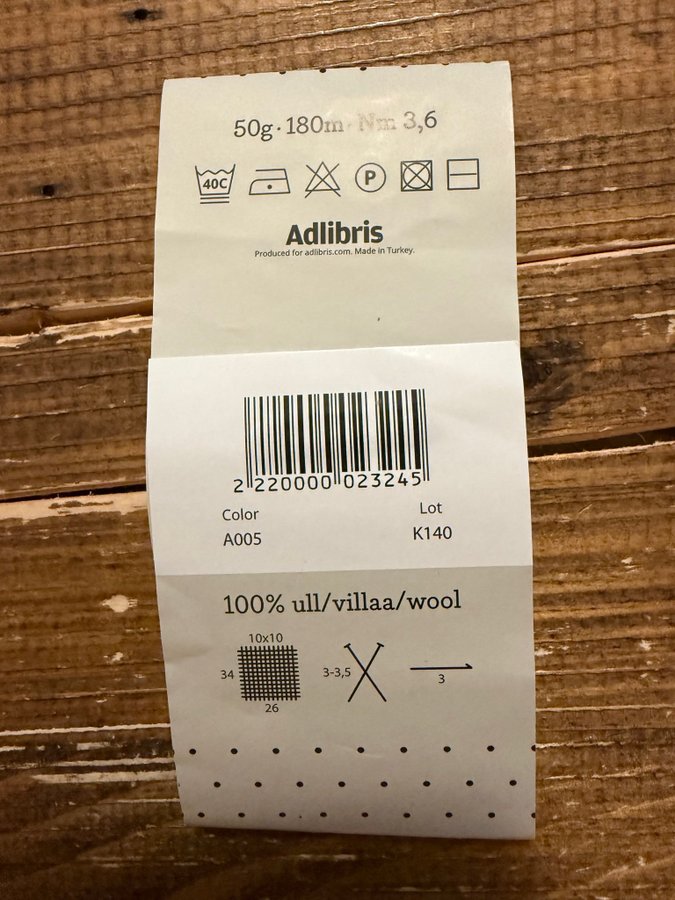 50g · 180m · Nm 3,6
40C
P
Adlibris
Produced for adlibris.com. Made in Turkey.
2 220000 023245
Color Lot
A005 K140
100% ull/villaa/wool
10x10
34
26
3-3,5
3